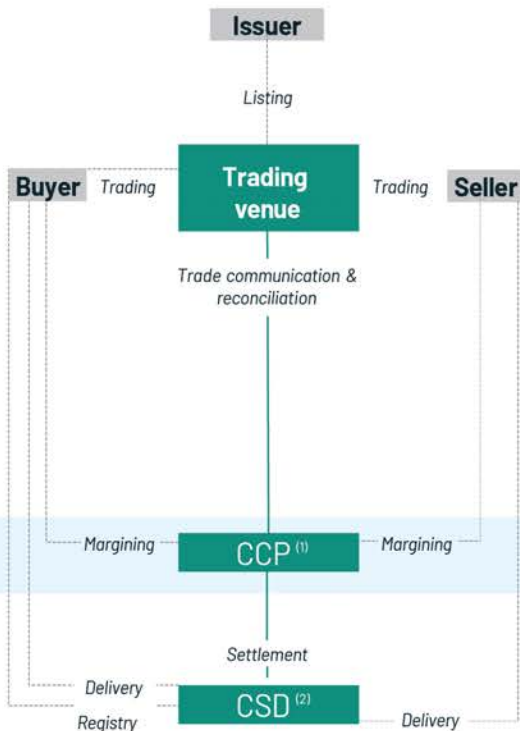 Issuer
Listing
Buyer
Trading
Trading
venue
Trading
Seller
Trade communication &
reconciliation
Margining
CCP (1)
Margining
Settlement
Delivery
CSD (2)
Registry
Delivery